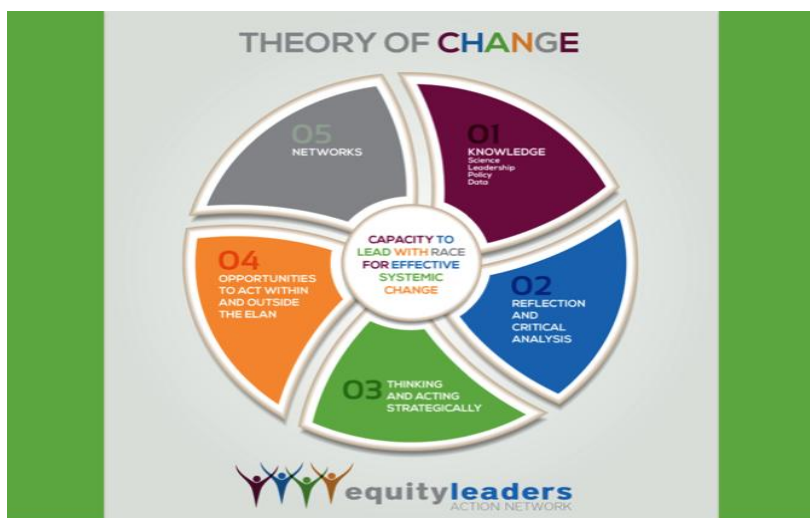 THEORY OF CHANGE
01
KNOWLEDGE
Science
Leadership
Policy
Data
02
REFLECTION
AND
CRITICAL
ANALYSIS
03
THINKING
AND ACTING
STRATEGICALLY
04
OPPORTUNITIES
TO ACT WITHIN
AND OUTSIDE
THE ELAN
05
NETWORKS
CAPACITY TO
LEAD WITH RACE
FOR EFFECTIVE
SYSTEMIC
CHANGE
equityleaders
ACTION NETWORK